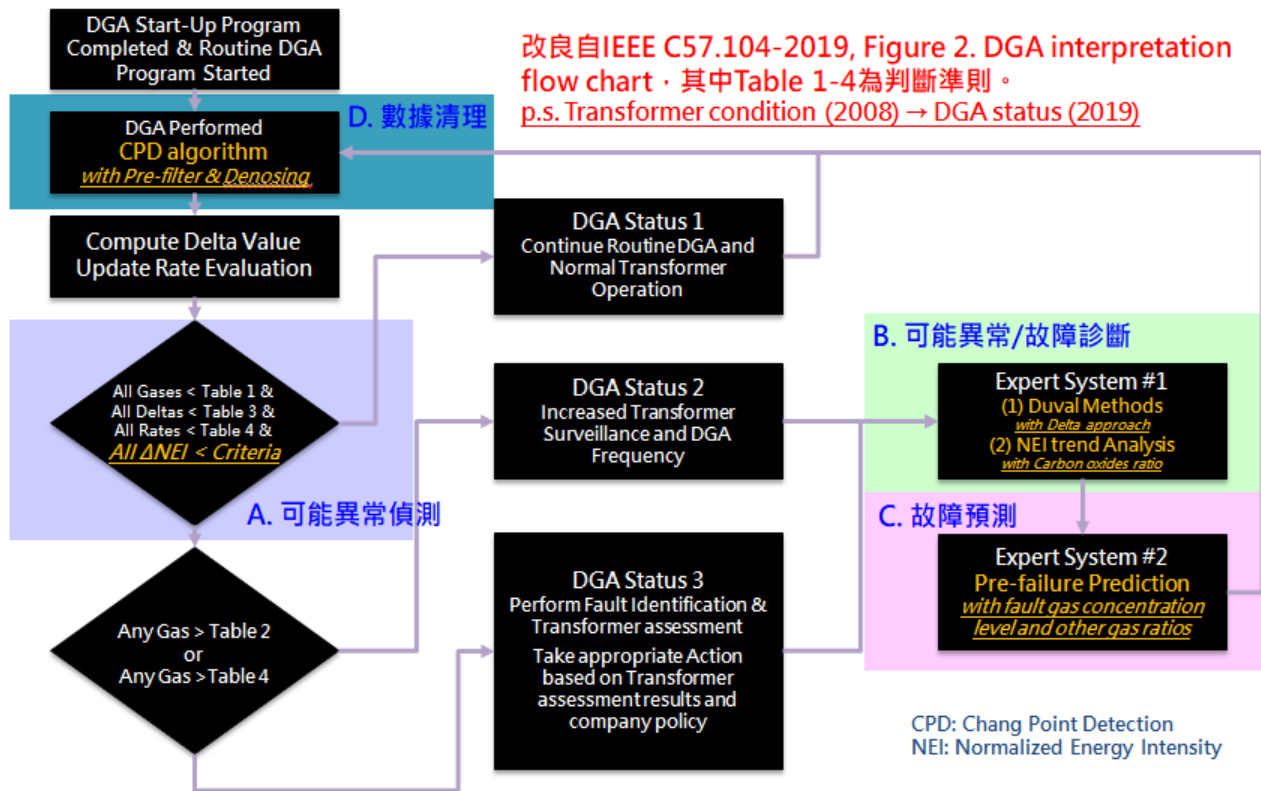 DGA Start-Up Program
Completed & Routine DGA
Program Started
改良自IEEE C57.104-2019, Figure 2. DGA interpretation
flow chart，其中Table 1-4為判斷準則。
p.s. Transformer condition (2008) → DGA status (2019)
D. 數據清理
DGA Performed
CPD algorithm
with Pre-filter & Denosing
Compute Delta Value
Update Rate Evaluation
DGA Status 1
Continue Routine DGA and
Normal Transformer
Operation
All Gases < Table 1 &
All Deltas < Table 3 &
All Rates < Table 4 &
All ΔNEI < Criteria
A. 可能異常偵測
DGA Status 2
Increased Transformer
Surveillance and DGA
Frequency
B. 可能異常/故障診斷
Expert System #1
(1) Duval Methods
with Delta approach
(2) NEI trend Analysis
with Carbon oxides ratio
C. 故障預測
Expert System #2
Pre-failure Prediction
with fault gas concentration
level and other gas ratios
Any Gas > Table 2
or
Any Gas >Table 4
DGA Status 3
Perform Fault Identification &
Transformer assessment
Take appropriate Action
based on Transformer
assessment results and
company policy
CPD: Chang Point Detection
NEI: Normalized Energy Intensity